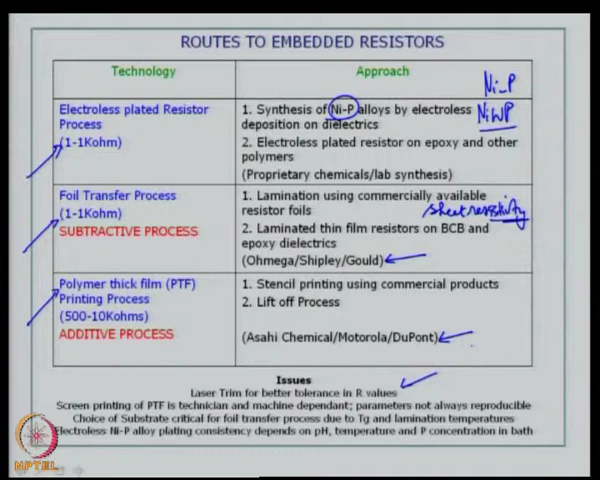 ROUTES TO EMBEDDED RESISTORS
Technology
Approach
Ni-P
Electroless plated Resistor
Process
(1-1Kohm)
1. Synthesis of Ni-P alloys by electroless
deposition on dielectrics
NiWP
2. Electroless plated resistor on epoxy and other
polymers
(Proprietary chemicals/lab synthesis)
Foil Transfer Process
(1-1Kohm)
SUBTRACTIVE PROCESS
1. Lamination using commercially available
resistor foils
sheet resistivity
2. Laminated thin film resistors on BCB and
epoxy dielectrics
(Ohmega/Shipley/Gould)
Polymer thick film (PTF)
Printing Process
(500-10Kohms)
ADDITIVE PROCESS
1. Stencil printing using commercial products
2. Lift off Process
(Asahi Chemical/Motorola/DuPont)
Issues
Laser Trim for better tolerance in R values
Screen printing of PTF is technician and machine dependant; parameters not always reproducible
Choice of Substrate critical for foil transfer process due to Tg and lamination temperatures
Electroless Ni-P alloy plating consistency depends on pH, temperature and P concentration in bath
NPTEL